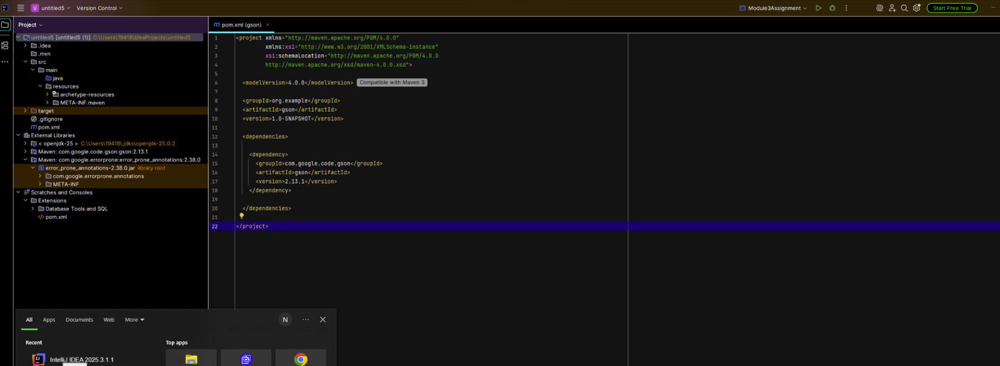 U untitled5 Version Control Module3Assignment Start Free Trial
Project
pom.xml (gson)
untitled5 [untitled5 (1)] C:\Users\19418\IdeaProjects\untitled5
.idea
.mvn
src
main
java
resources
archetype-resources
META-INF.maven
target
.gitignore
pom.xml
External Libraries
< openjdk-25 > C:\Users\19418\.jdks\openjdk-25.0.2
Maven: com.google.code.gson:gson:2.13.1
Maven: com.google.errorprone:error_prone_annotations:2.38.0
error_prone_annotations-2.38.0.jar library root
com.google.errorprone.annotations
META-INF
Scratches and Consoles
Extensions
Database Tools and SQL
pom.xml
1 <project xmlns="http://maven.apache.org/POM/4.0.0"
2 xmlns:xsi="http://www.w3.org/2001/XMLSchema-instance"
3 xsi:schemaLocation="http://maven.apache.org/POM/4.0.0
4 http://maven.apache.org/xsd/maven-4.0.0.xsd">
5
6 <modelVersion>4.0.0</modelVersion> Compatible with Maven 3
7
8 <groupId>org.example</groupId>
9 <artifactId>gson</artifactId>
10 <version>1.0-SNAPSHOT</version>
11
12 <dependencies>
13
14 <dependency>
15 <groupId>com.google.code.gson</groupId>
16 <artifactId>gson</artifactId>
17 <version>2.13.1</version>
18 </dependency>
19
20 </dependencies>
21
22 </project>
All Apps Documents Web More N
Recent Top apps
IntelliJ IDEA 2025.3.1.1